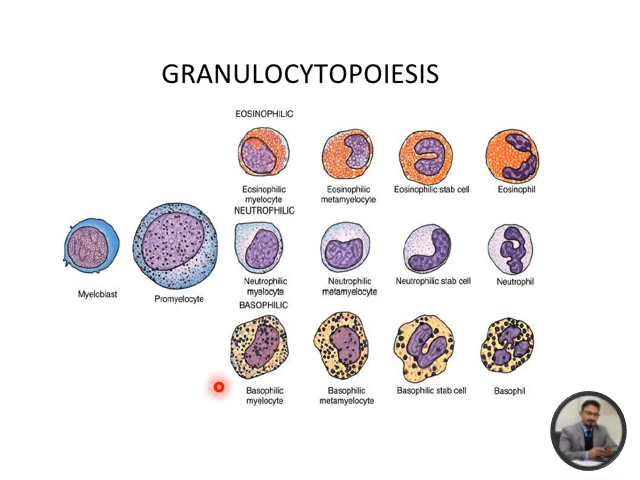 GRANULOCYTOPOIESIS
EOSINOPHILIC
Eosinophilic
myelocyte
Eosinophilic
metamyelocyte
Eosinophilic stab cell
Eosinophil
NEUTROPHILIC
Myeloblast
Promyelocyte
Neutrophilic
myelocyte
Neutrophilic
metamyelocyte
Neutrophilic stab cell
Neutrophil
BASOPHILIC
Basophilic
myelocyte
Basophilic
metamyelocyte
Basophilic stab cell
Basophil